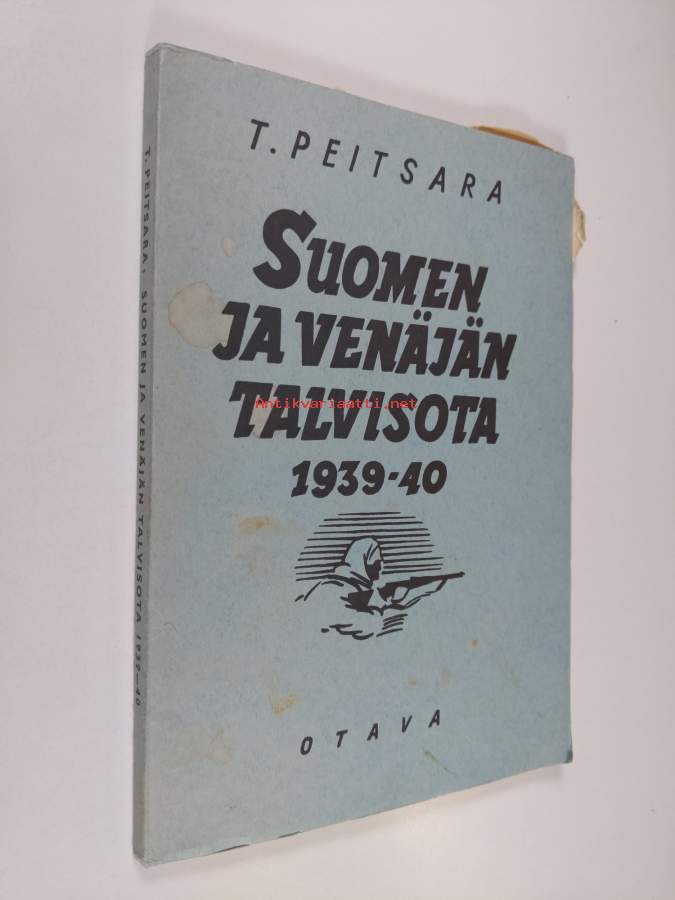 T. PEITSARA
SUOMEN
JA VENÄJÄN
TALVISOTA
1939-40
OTAVA
T. PEITSARA: SUOMEN JA VENÄJÄN TALVISOTA 1939—40
Antikvariaatti.net